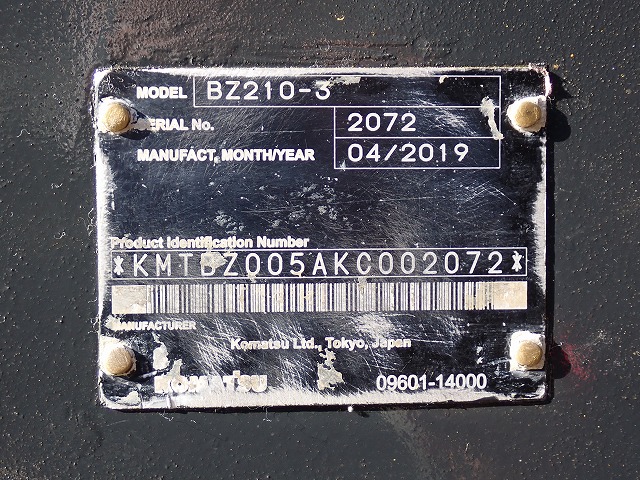 MODEL BZ210-3
SERIAL No. 2072
MANUFACT, MONTH/YEAR 04/2019
Product Identification Number
*KMTBZ005AKC002072*
MANUFACTURER
Komatsu Ltd., Tokyo, Japan
KOMATSU 09601-14000